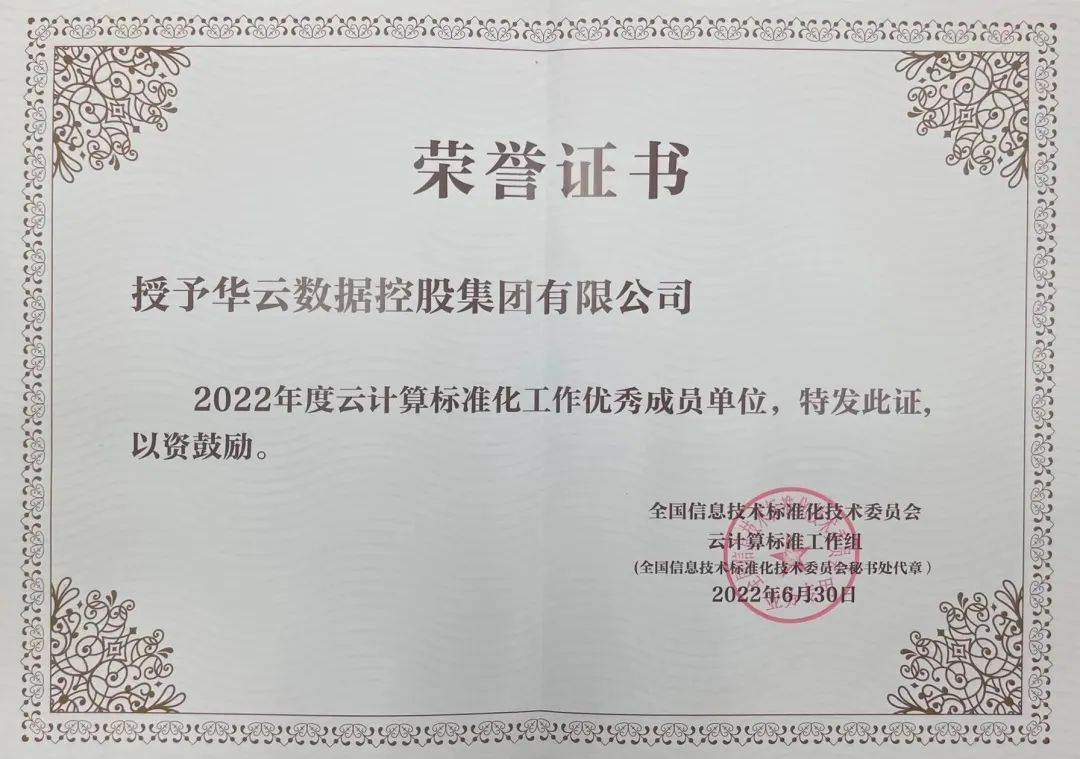 荣誉证书
授予华云数据控股集团有限公司
2022年度云计算标准化工作优秀成员单位，特发此证，
以资鼓励。
全国信息技术标准化技术委员会
云计算标准工作组
(全国信息技术标准化技术委员会秘书处代章)
2022年6月30日